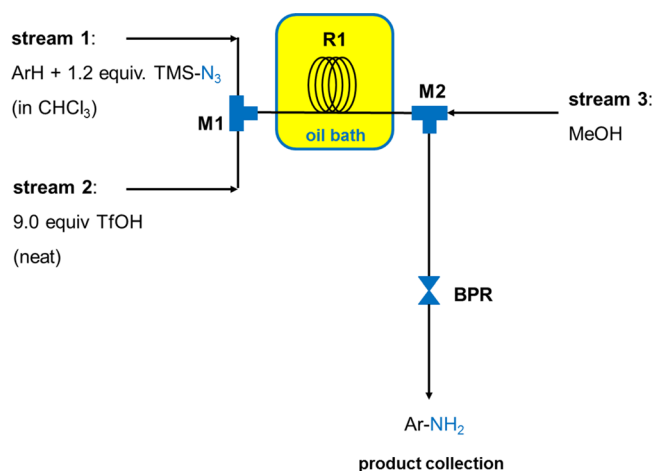 stream 1:
ArH + 1.2 equiv. TMS-N₃
(in CHCl₃)
M1
stream 2:
9.0 equiv TfOH
(neat)
R1
oil bath
M2
stream 3:
MeOH
BPR
Ar-NH₂
product collection